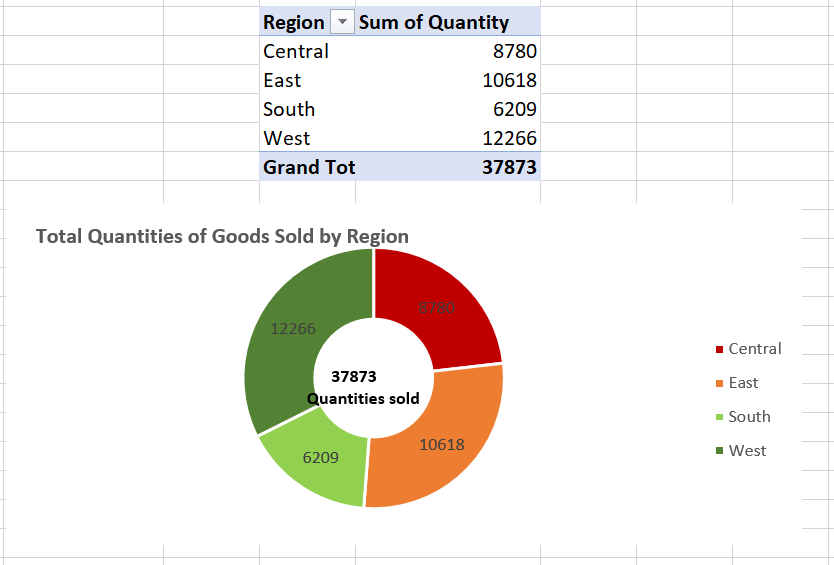 Region Sum of Quantity
Central 8780
East 10618
South 6209
West 12266
Grand Tot 37873
Total Quantities of Goods Sold by Region
8780
12266
37873
Quantities sold
10618
6209
Central
East
South
West